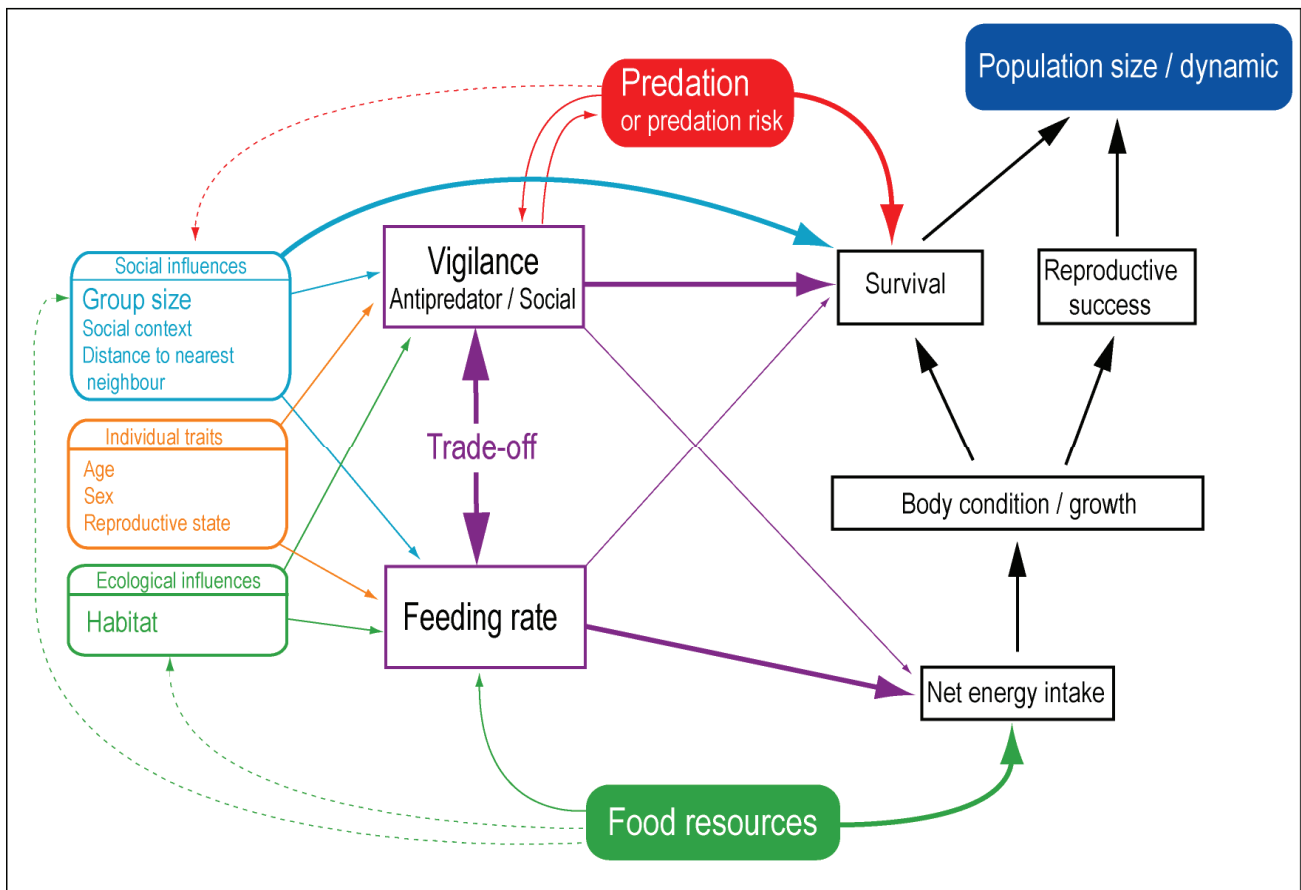 Predation
or predation risk
Population size / dynamic
Social influences
Group size
Social context
Distance to nearest
neighbour
Vigilance
Antipredator / Social
Survival
Reproductive
success
Individual traits
Age
Sex
Reproductive state
Trade-off
Body condition / growth
Ecological influences
Habitat
Feeding rate
Net energy intake
Food resources